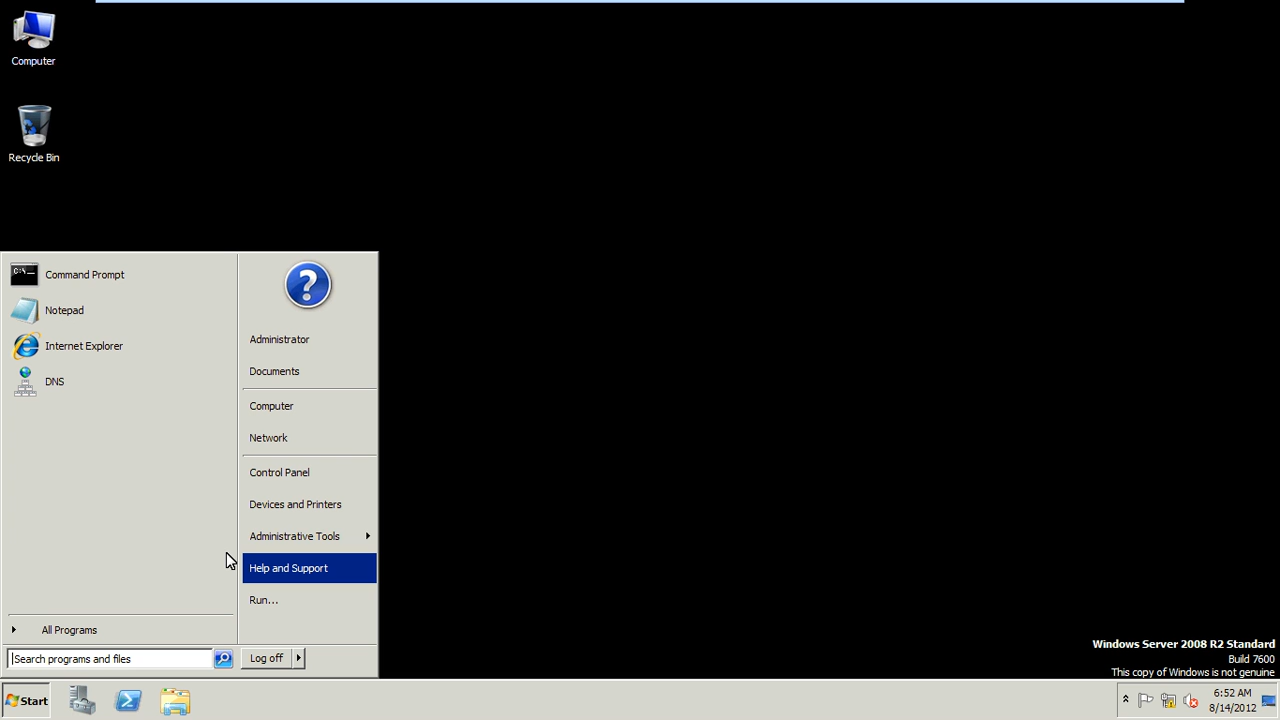 Computer
Recycle Bin
Command Prompt
Notepad
Internet Explorer
DNS
All Programs
Search programs and files
Administrator
Documents
Computer
Network
Control Panel
Devices and Printers
Administrative Tools
Help and Support
Run...
Log off
Windows Server 2008 R2 Standard
Build 7600
This copy of Windows is not genuine
Start
6:52 AM
8/14/2012